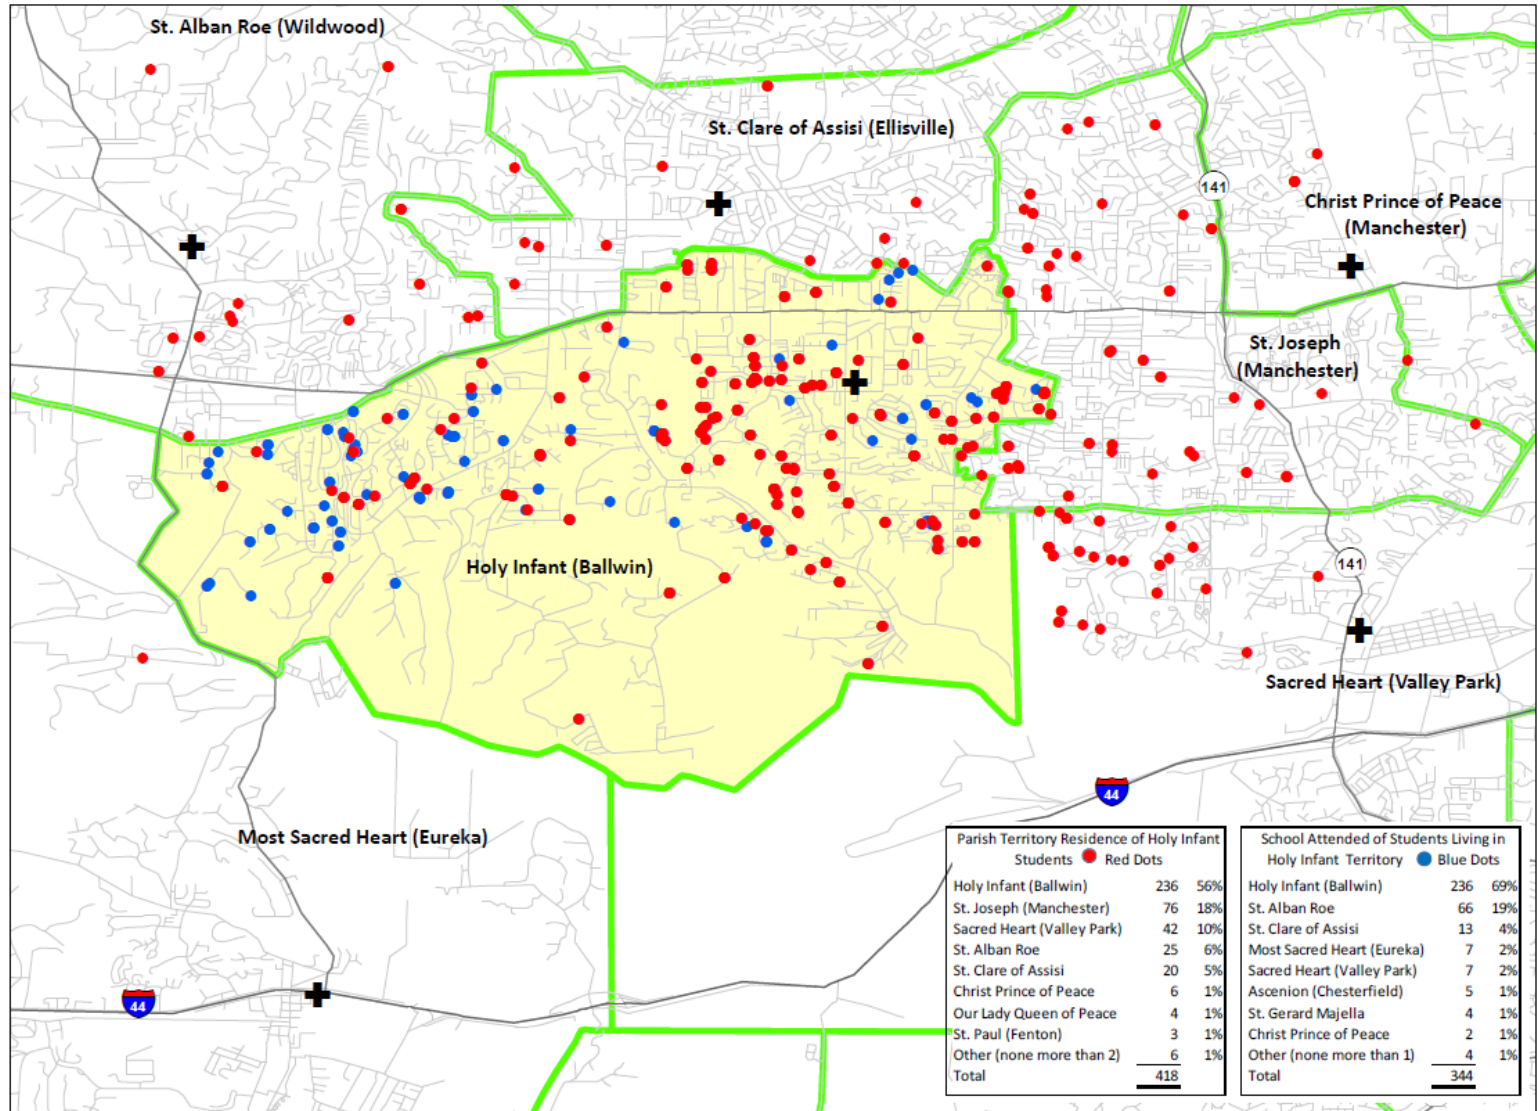 St. Alban Roe (Wildwood)
St. Clare of Assisi (Ellisville)
141
Christ Prince of Peace
(Manchester)
St. Joseph
(Manchester)
Holy Infant (Ballwin)
141
Sacred Heart (Valley Park)
44
Most Sacred Heart (Eureka)
44
Parish Territory Residence of Holy Infant
Students Red Dots
Holy Infant (Ballwin) 236 56%
St. Joseph (Manchester) 76 18%
Sacred Heart (Valley Park) 42 10%
St. Alban Roe 25 6%
St. Clare of Assisi 20 5%
Christ Prince of Peace 6 1%
Our Lady Queen of Peace 4 1%
St. Paul (Fenton) 3 1%
Other (none more than 2) 6 1%
Total 418
School Attended of Students Living in
Holy Infant Territory Blue Dots
Holy Infant (Ballwin) 236 69%
St. Alban Roe 66 19%
St. Clare of Assisi 13 4%
Most Sacred Heart (Eureka) 7 2%
Sacred Heart (Valley Park) 7 2%
Ascenion (Chesterfield) 5 1%
St. Gerard Majella 4 1%
Christ Prince of Peace 2 1%
Other (none more than 1) 4 1%
Total 344